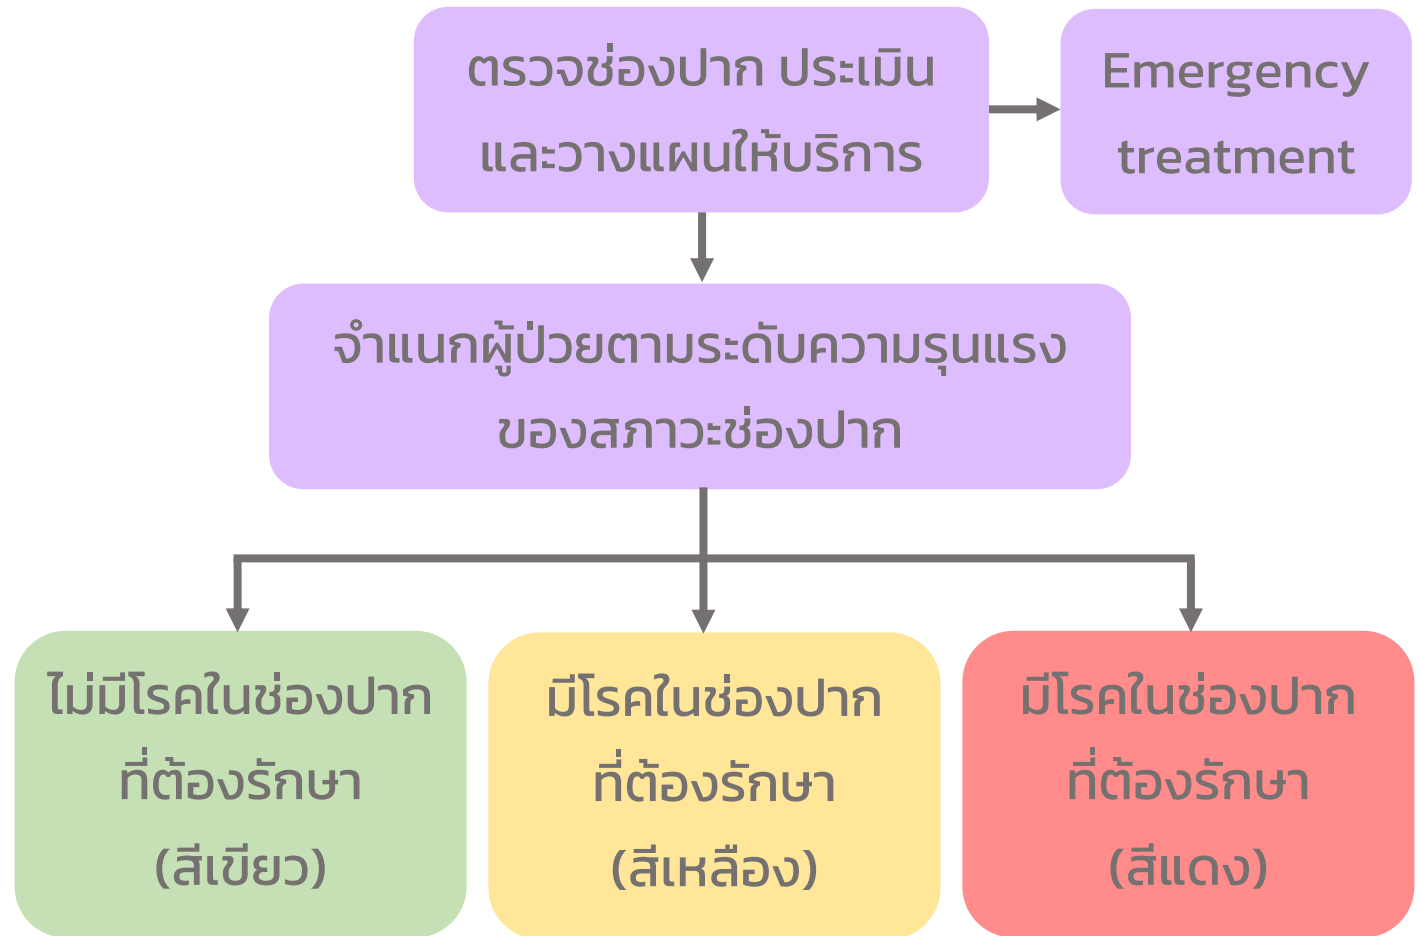 ตรวจช่องปาก ประเมิน
และวางแผนให้บริการ
Emergency
treatment
จำแนกผู้ป่วยตามระดับความรุนแรง
ของสภาวะช่องปาก
ไม่มีโรคในช่องปาก
ที่ต้องรักษา
(สีเขียว)
มีโรคในช่องปาก
ที่ต้องรักษา
(สีเหลือง)
มีโรคในช่องปาก
ที่ต้องรักษา
(สีแดง)